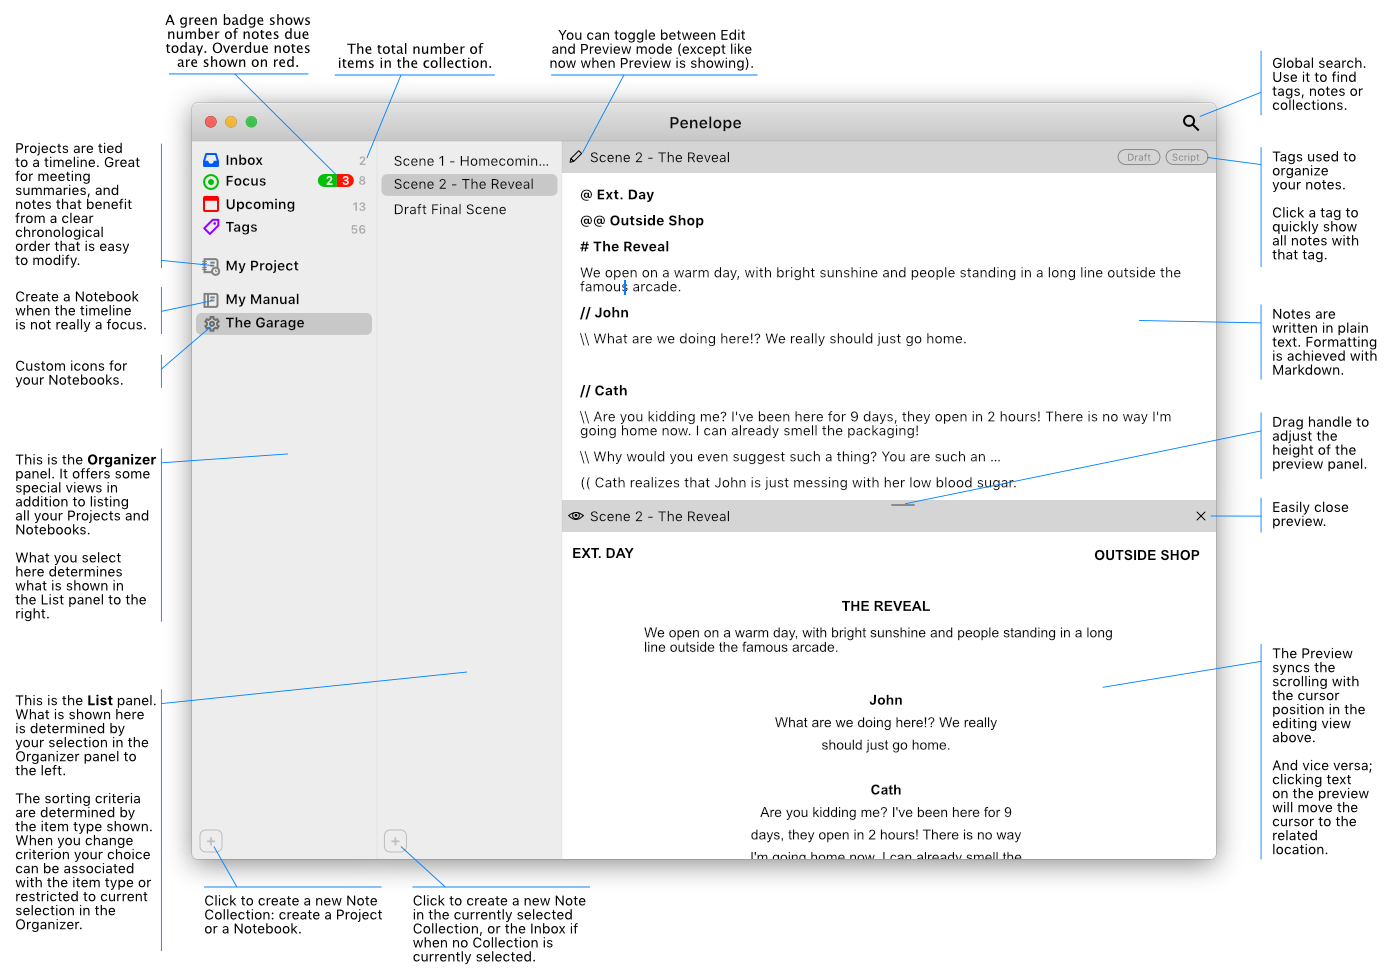 A green badge shows
number of notes due
today. Overdue notes
are shown on red.
The total number of
items in the collection.
You can toggle between Edit
and Preview mode (except like
now when Preview is showing).
Global search.
Use it to find
tags, notes or
collections.
Projects are tied
to a timeline. Great
for meeting
summaries, and
notes that benefit
from a clear
chronological
order that is easy
to modify.
Create a Notebook
when the timeline
is not really a focus.
Custom icons for
your Notebooks.
This is the Organizer
panel. It offers some
special views in
addition to listing
all your Projects and
Notebooks.
What you select
here determines
what is shown in
the List panel to the
right.
This is the List panel.
What is shown here
is determined by
your selection in the
Organizer panel to
the left.
The sorting criteria
are determined by
the item type shown.
When you change
criterion your choice
can be associated
with the item type or
restricted to current
selection in the
Organizer.
Penelope
Inbox 2
Focus 2 3 8
Upcoming 13
Tags 56
My Project
My Manual
The Garage
Scene 1 - Homecomin...
Scene 2 - The Reveal
Draft Final Scene
Scene 2 - The Reveal Draft Script
@ Ext. Day
@@ Outside Shop
# The Reveal
We open on a warm day, with bright sunshine and people standing in a long line outside the
famous arcade.
// John
\\ What are we doing here!? We really should just go home.
// Cath
\\ Are you kidding me? I've been here for 9 days, they open in 2 hours! There is no way I'm
going home now. I can already smell the packaging!
\\ Why would you even suggest such a thing? You are such an ...
(( Cath realizes that John is just messing with her low blood sugar.
Scene 2 - The Reveal
EXT. DAY OUTSIDE SHOP
THE REVEAL
We open on a warm day, with bright sunshine and people standing in a long
line outside the famous arcade.
John
What are we doing here!? We really
should just go home.
Cath
Are you kidding me? I've been here for 9
days, they open in 2 hours! There is no way
I'm going home now. I can already smell the
Tags used to
organize
your notes.
Click a tag to
quickly show
all notes with
that tag.
Notes are
written in plain
text. Formatting
is achieved with
Markdown.
Drag handle to
adjust the
height of the
preview panel.
Easily close
preview.
The Preview
syncs the
scrolling with
the cursor
position in the
editing view
above.
And vice versa;
clicking text
on the preview
will move the
cursor to the
related
location.
Click to create a new Note
Collection: create a Project
or a Notebook.
Click to create a new Note
in the currently selected
Collection, or the Inbox if
when no Collection is
currently selected.